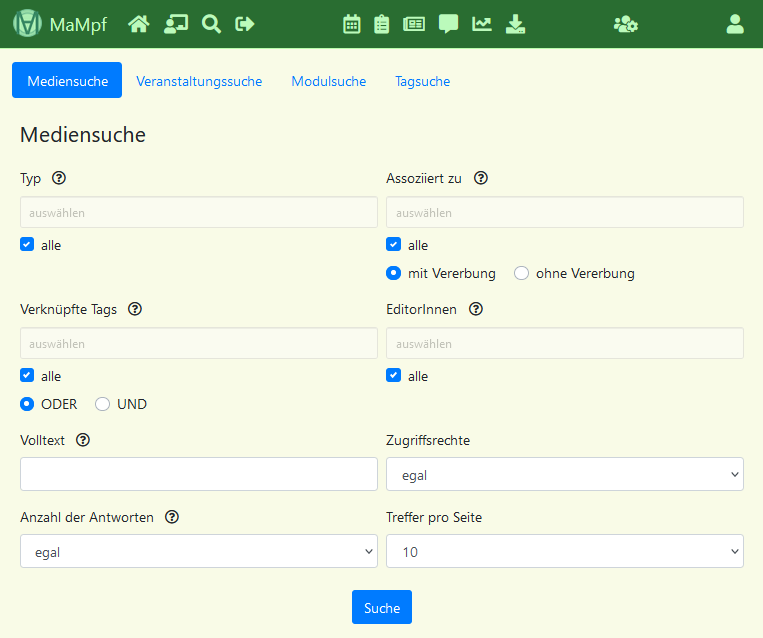 MaMpf
Mediensuche Veranstaltungssuche Modulsuche Tagsuche
Mediensuche
Typ Assoziiert zu
auswählen auswählen
alle alle
mit Vererbung ohne Vererbung
Verknüpfte Tags EditorInnen
auswählen auswählen
alle alle
ODER UND
Volltext Zugriffsrechte
egal
Anzahl der Antworten Treffer pro Seite
egal 10
Suche